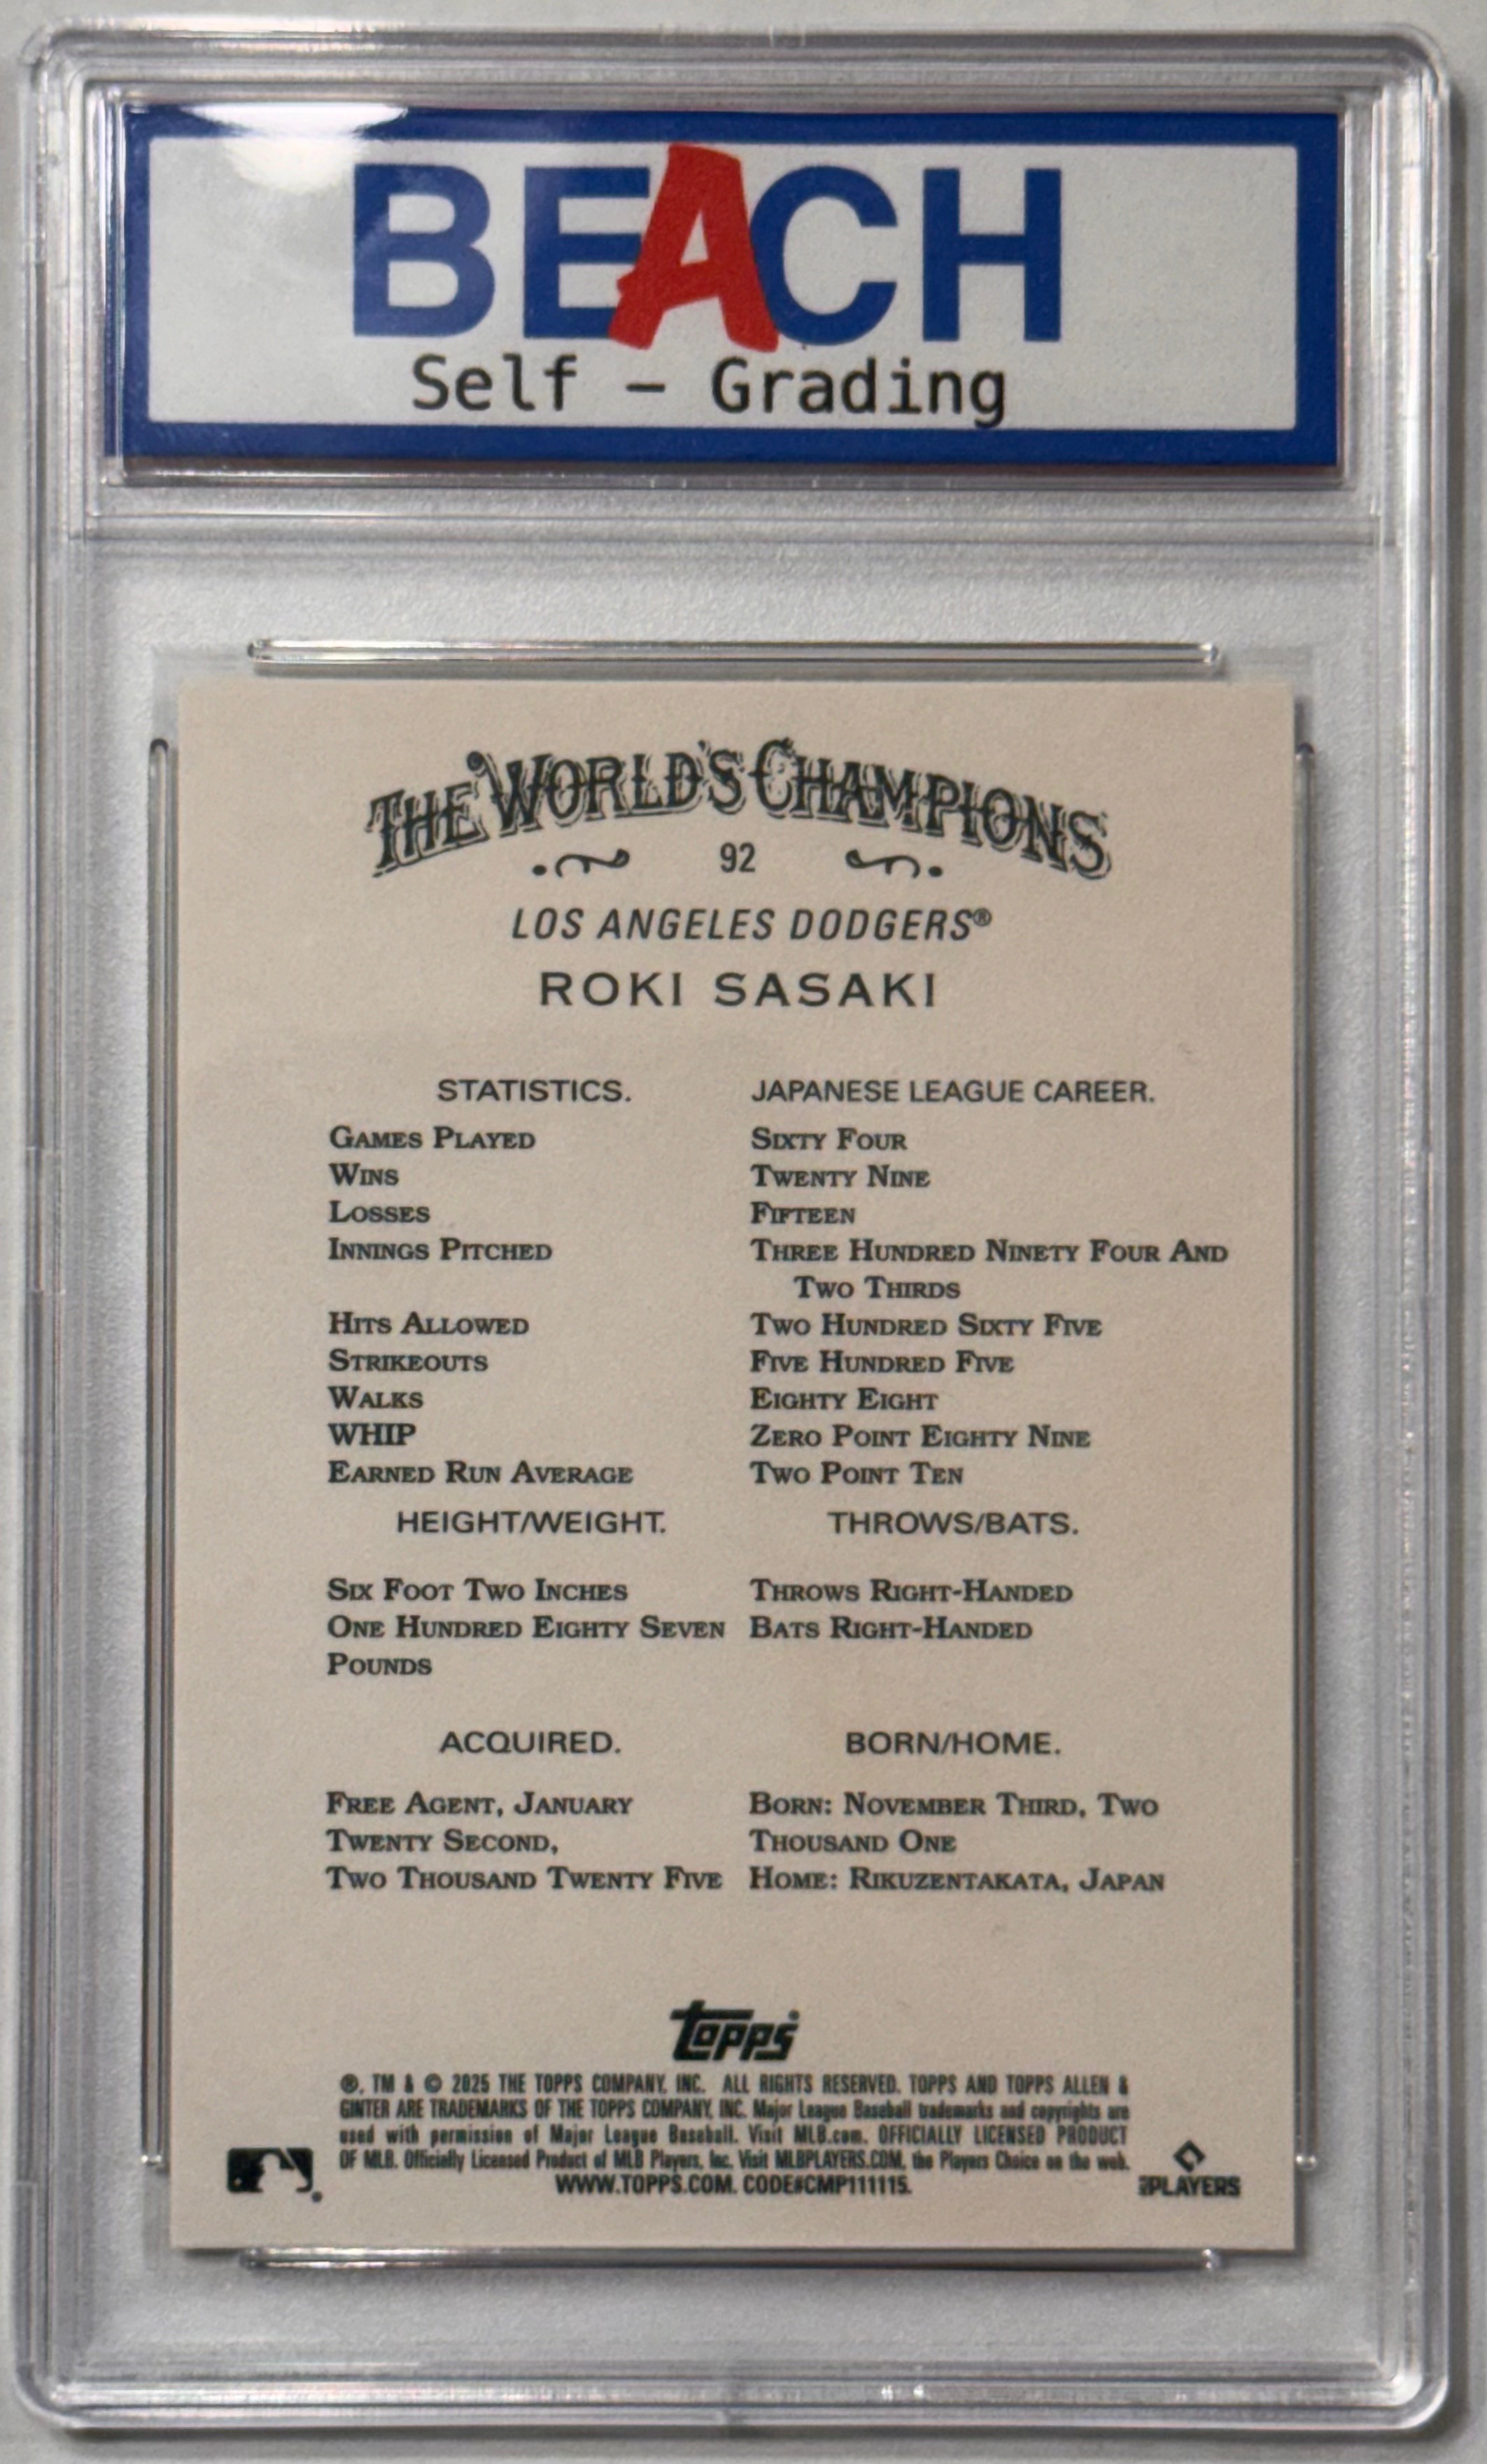 BEACH
Self - Grading
THE WORLD'S CHAMPIONS
92
LOS ANGELES DODGERS®
ROKI SASAKI
STATISTICS. JAPANESE LEAGUE CAREER.
GAMES PLAYED SIXTY FOUR
WINS TWENTY NINE
LOSSES FIFTEEN
INNINGS PITCHED THREE HUNDRED NINETY FOUR AND
TWO THIRDS
HITS ALLOWED TWO HUNDRED SIXTY FIVE
STRIKEOUTS FIVE HUNDRED FIVE
WALKS EIGHTY EIGHT
WHIP ZERO POINT EIGHTY NINE
EARNED RUN AVERAGE TWO POINT TEN
HEIGHT/WEIGHT. THROWS/BATS.
SIX FOOT TWO INCHES THROWS RIGHT-HANDED
ONE HUNDRED EIGHTY SEVEN BATS RIGHT-HANDED
POUNDS
ACQUIRED. BORN/HOME.
FREE AGENT, JANUARY BORN: NOVEMBER THIRD, TWO
TWENTY SECOND, THOUSAND ONE
TWO THOUSAND TWENTY FIVE HOME: RIKUZENTAKATA, JAPAN
topps
®, TM & © 2025 THE TOPPS COMPANY, INC. ALL RIGHTS RESERVED. TOPPS AND TOPPS ALLEN &
GINTER ARE TRADEMARKS OF THE TOPPS COMPANY, INC. Major League Baseball trademarks and copyrights are
used with permission of Major League Baseball. Visit MLB.com. OFFICIALLY LICENSED PRODUCT
OF MLB. Officially Licensed Product of MLB Players, Inc. Visit MLBPLAYERS.COM, the Players Choice on the web.
WWW.TOPPS.COM. CODE#CMP111115
PLAYERS